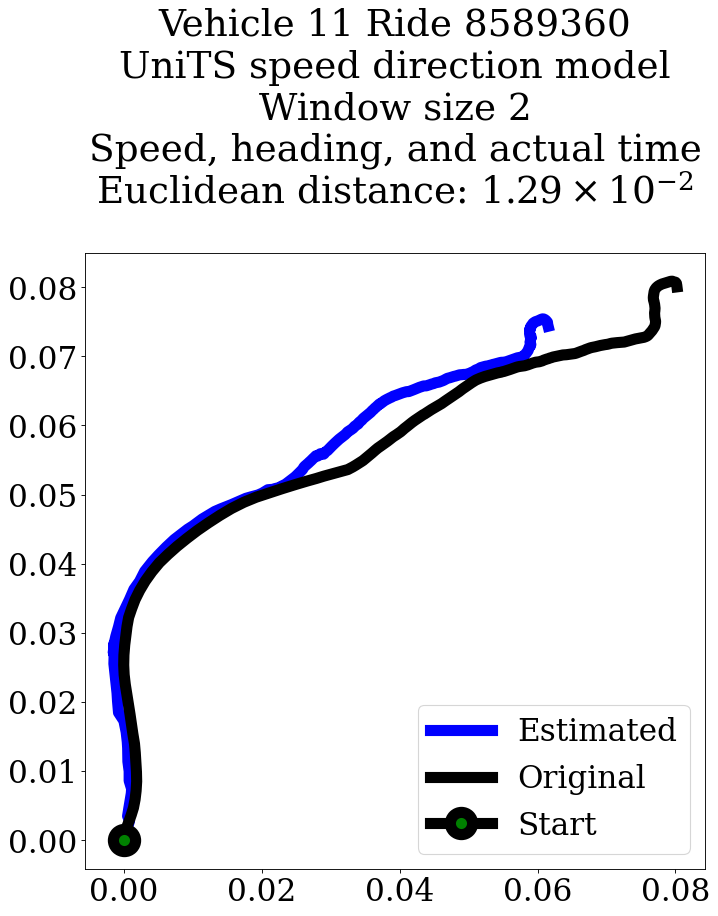 Vehicle 11 Ride 8589360
UniTS speed direction model
Window size 2
Speed, heading, and actual time
Euclidean distance: 1.29 × 10⁻²
0.08
0.07
0.06
0.05
0.04
0.03
0.02
0.01
0.00
Estimated
Original
Start
0.00 0.02 0.04 0.06 0.08